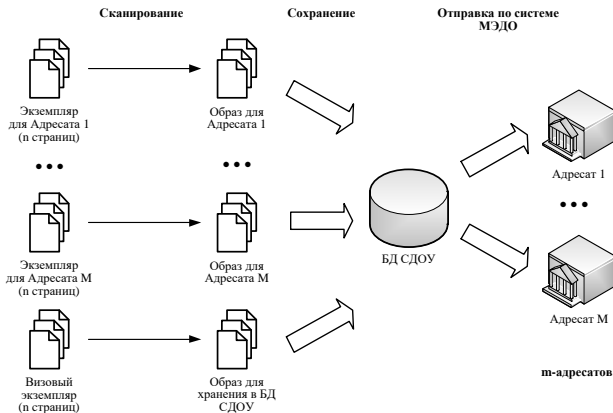 Сканирование
Сохранение
Отправка по системе
МЭДО
Экземпляр
для Адресата 1
(n страниц)
Образ для
Адресата 1
Адресат 1
•••
•••
•••
Экземпляр
для Адресата М
(n страниц)
Образ для
Адресата М
БД СДОУ
Адресат М
Визовый
экземпляр
(n страниц)
Образ для
хранения в БД
СДОУ
m-адресатов